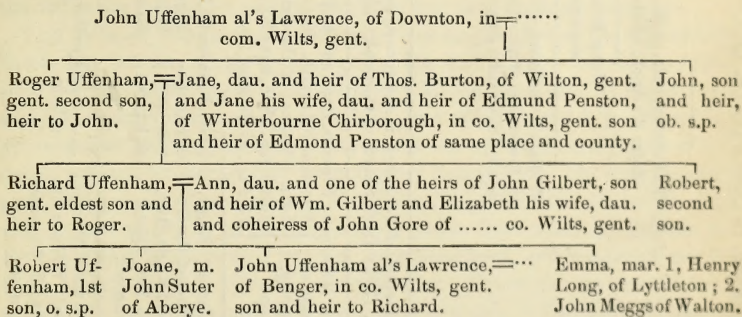 John Uffenham al's Lawrence, of Downton, in=······
com. Wilts, gent.
Roger Uffenham,
gent. second son,
heir to John.
=Jane, dau. and heir of Thos. Burton, of Wilton, gent.
and Jane his wife, dau. and heir of Edmund Penston,
of Winterbourne Chirborough, in co. Wilts, gent. son
and heir of Edmond Penston of same place and county.
John, son
and heir,
ob. s.p.
Richard Uffenham,
gent. eldest son and
heir to Roger.
=Ann, dau. and one of the heirs of John Gilbert, son
and heir of Wm. Gilbert and Elizabeth his wife, dau.
and coheiress of John Gore of ...... co. Wilts, gent.
Robert,
second
son.
Robert Uf-
fenham, 1st
son, o. s.p.
Joane, m.
John Suter
of Aberye.
John Uffenham al's Lawrence,=···
of Benger, in co. Wilts, gent.
son and heir to Richard.
Emma, mar. 1, Henry
Long, of Lyttleton ; 2.
John Meggs of Walton.